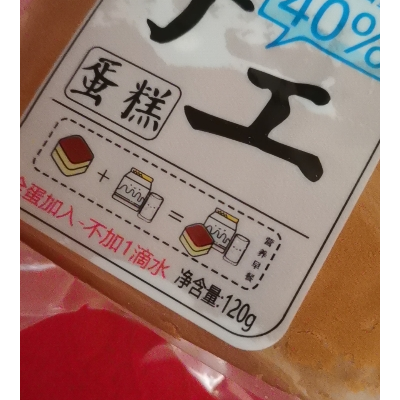 40%
工
蛋糕
+ =
营养早餐
全蛋加入-不加1滴水
净含量:120g